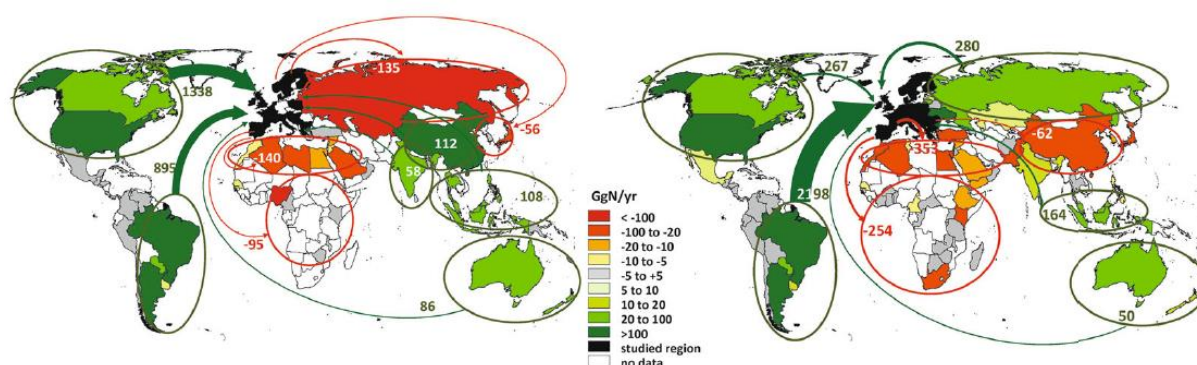 -135
1338
-56
-140
112
58
895
108
-95
86
GgN/yr
< -100
-100 to -20
-20 to -10
-10 to -5
-5 to +5
5 to 10
10 to 20
20 to 100
>100
studied region
no data
280
267
-62
2198
164
-254
50